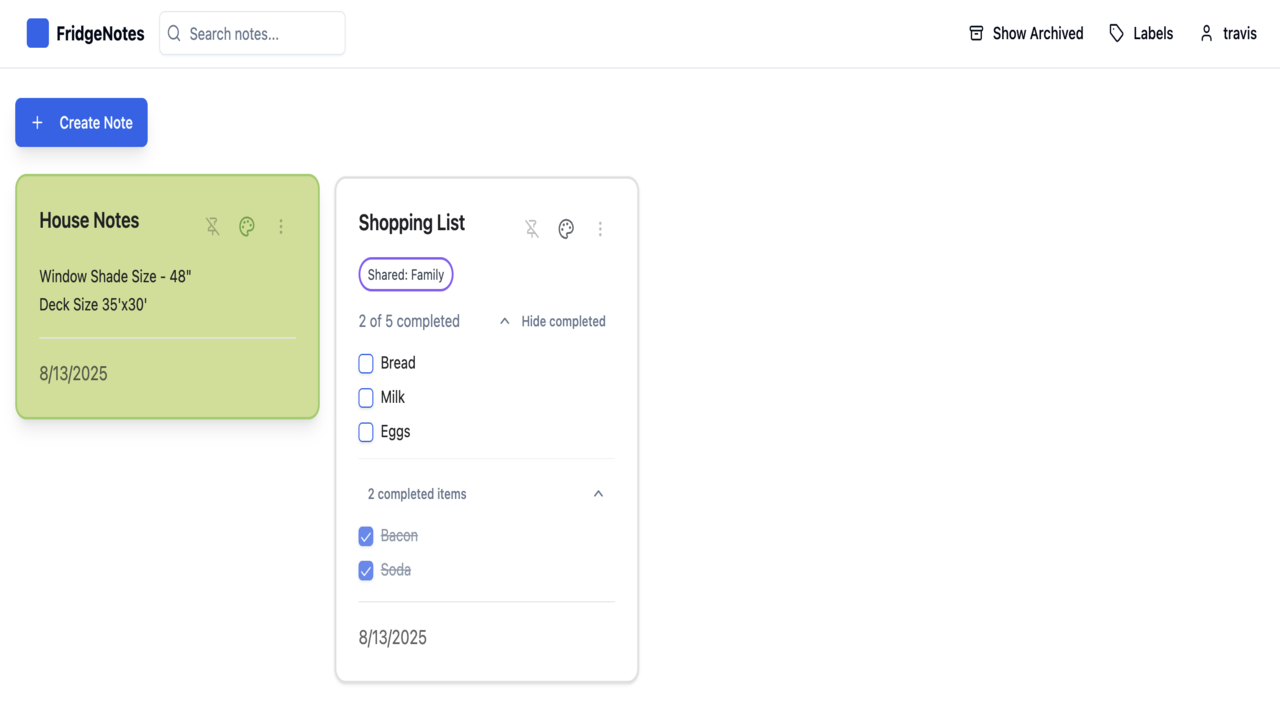 FridgeNotes
Search notes...
Show Archived
Labels
travis
Create Note
House Notes
Window Shade Size - 48"
Deck Size 35'x30'
8/13/2025
Shopping List
Shared: Family
2 of 5 completed
Hide completed
Bread
Milk
Eggs
2 completed items
Bacon
Soda
8/13/2025